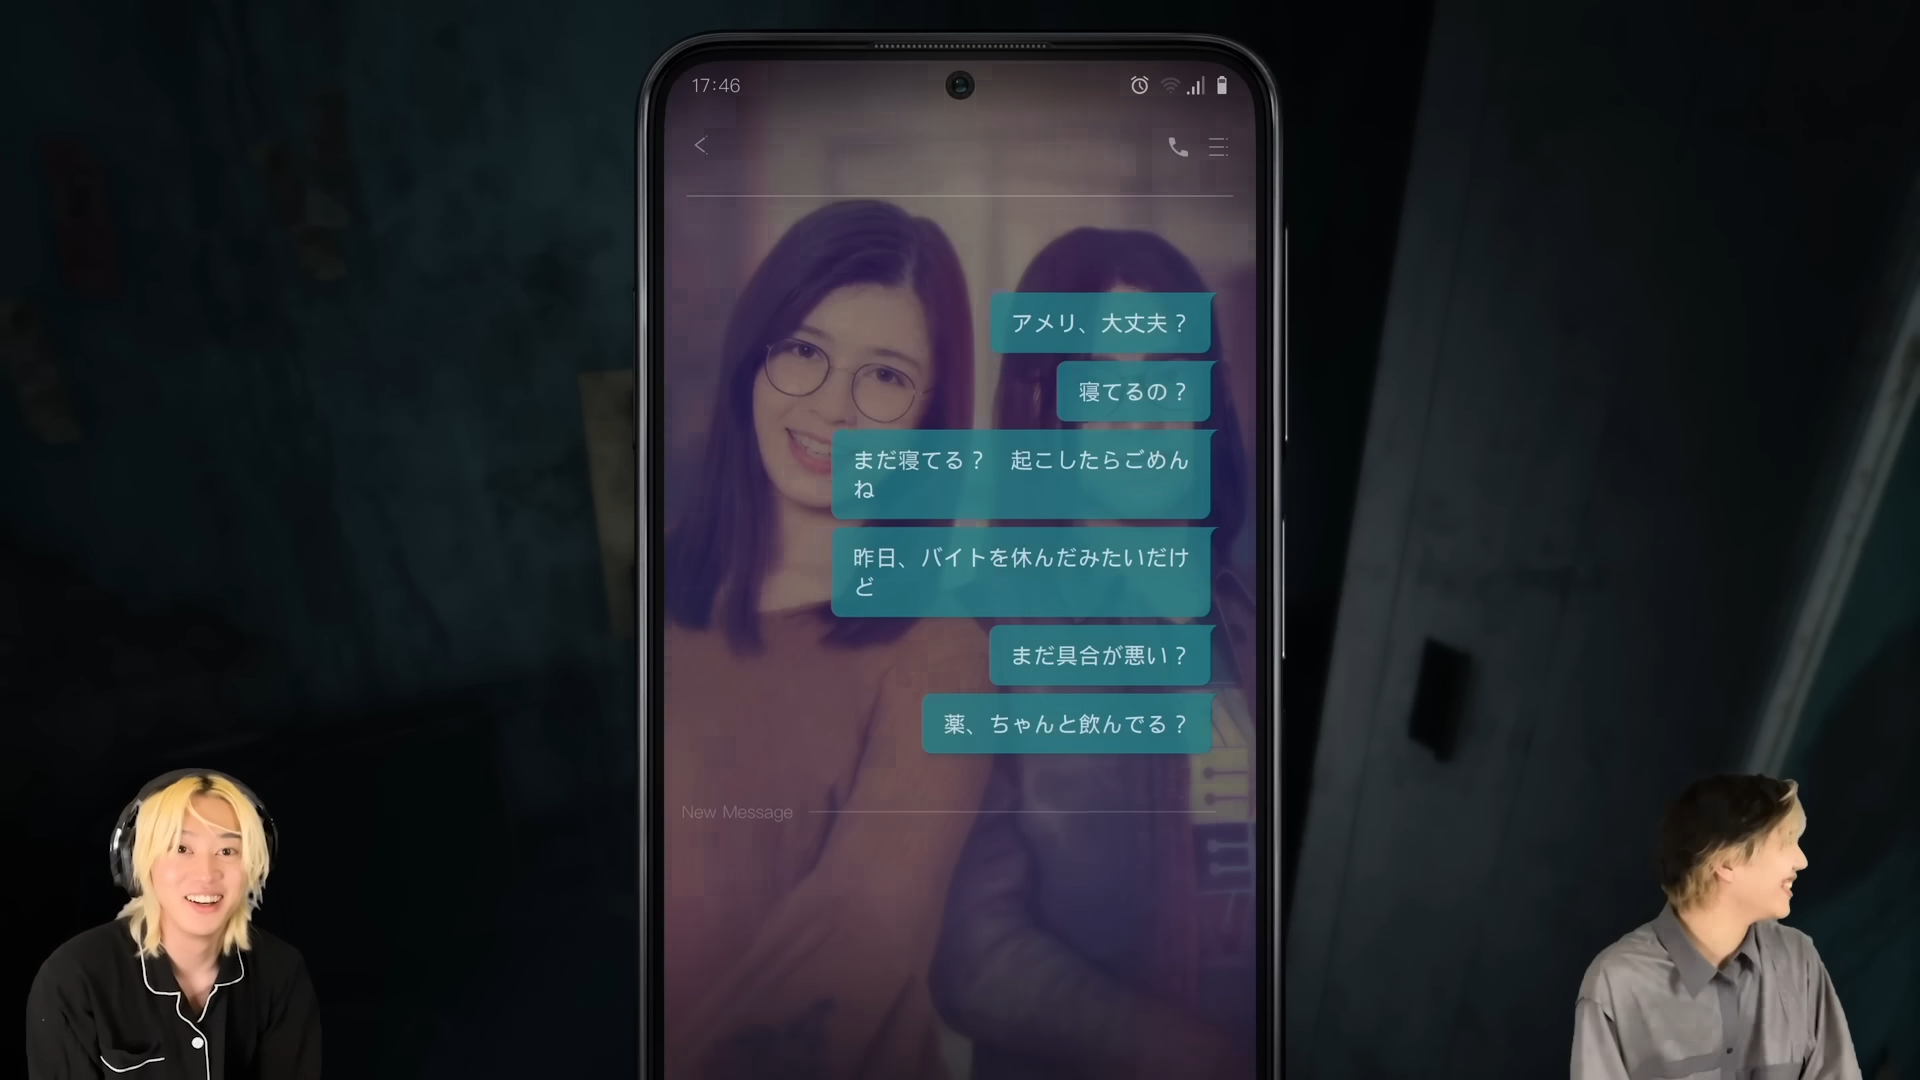 17:46
アメリ、大丈夫？
寝てるの？
まだ寝てる？　起こしたらごめん
ね
昨日、バイトを休んだみたいだけ
ど
まだ具合が悪い？
薬、ちゃんと飲んでる？
New Message